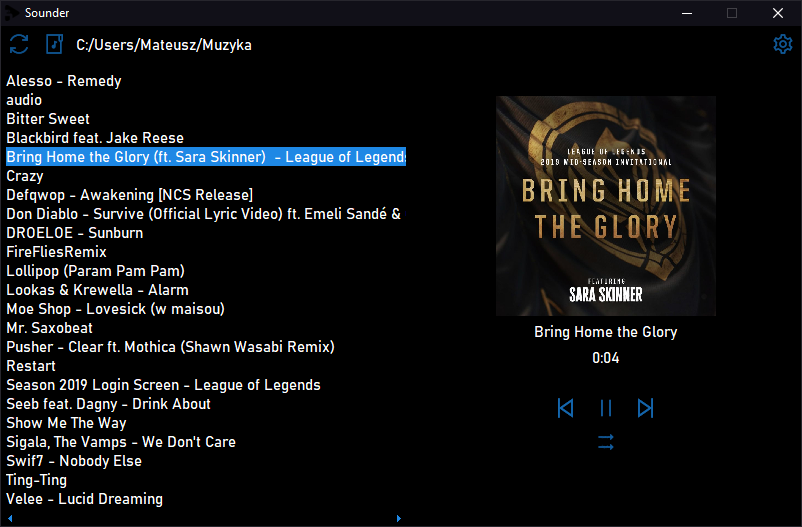 Sounder
C:/Users/Mateusz/Muzyka
Alesso - Remedy
audio
Bitter Sweet
Blackbird feat. Jake Reese
Bring Home the Glory (ft. Sara Skinner)  - League of Legends
Crazy
Defqwop - Awakening [NCS Release]
Don Diablo - Survive (Official Lyric Video) ft. Emeli Sandé &
DROELOE - Sunburn
FireFliesRemix
Lollipop (Param Pam Pam)
Lookas & Krewella - Alarm
Moe Shop - Lovesick (w maisou)
Mr. Saxobeat
Pusher - Clear ft. Mothica (Shawn Wasabi Remix)
Restart
Season 2019 Login Screen - League of Legends
Seeb feat. Dagny - Drink About
Show Me The Way
Sigala, The Vamps - We Don't Care
Swif7 - Nobody Else
Ting-Ting
Velee - Lucid Dreaming
LEAGUE OF LEGENDS
2018 MID-SEASON INVITATIONAL
BRING HOME
THE GLORY
FEATURING
SARA SKINNER
Bring Home the Glory
0:04